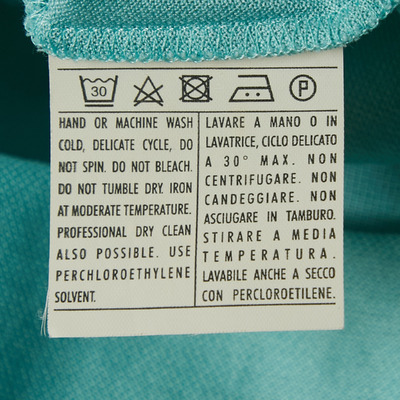 30
P
HAND OR MACHINE WASH
COLD, DELICATE CYCLE, DO
NOT SPIN. DO NOT BLEACH.
DO NOT TUMBLE DRY. IRON
AT MODERATE TEMPERATURE.
PROFESSIONAL DRY CLEAN
ALSO POSSIBLE. USE
PERCHLOROETHYLENE
SOLVENT.
LAVARE A MANO O IN
LAVATRICE, CICLO DELICATO
A 30° MAX. NON
CENTRIFUGARE. NON
CANDEGGIARE. NON
ASCIUGARE IN TAMBURO.
STIRARE A MEDIA
TEMPERATURA.
LAVABILE ANCHE A SECCO
CON PERCLOROETILENE.